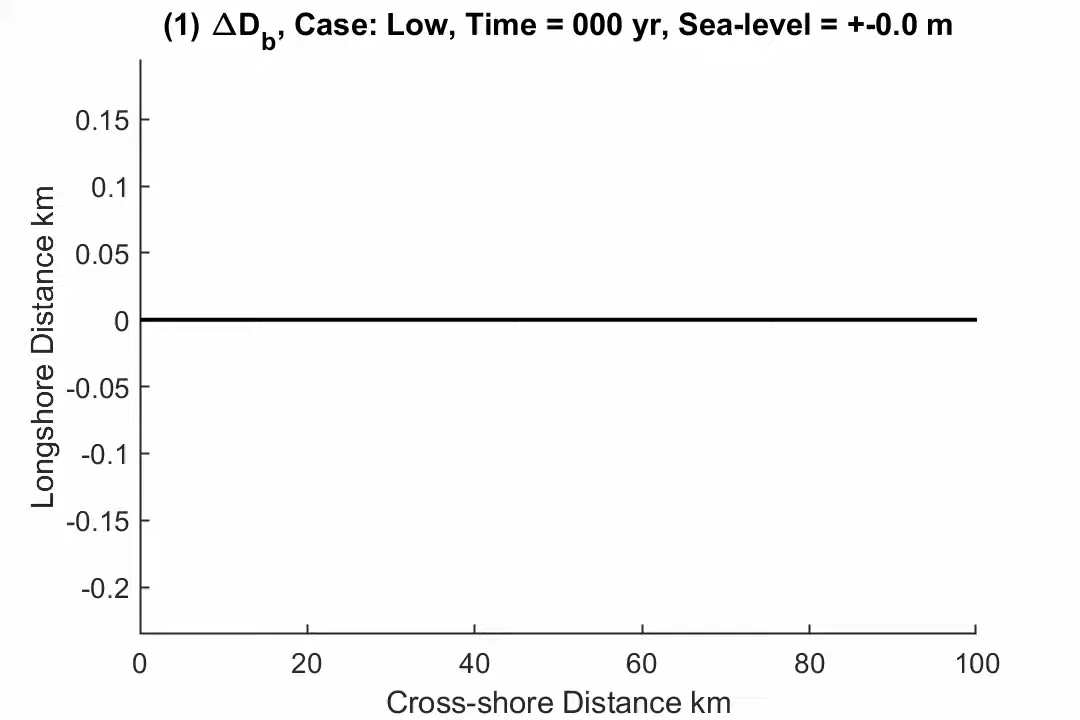 (1) ΔD_b, Case: Low, Time = 000 yr, Sea-level = +-0.0 m
0.15
0.1
0.05
0
-0.05
-0.1
-0.15
-0.2
Longshore Distance km
0 20 40 60 80 100
Cross-shore Distance km